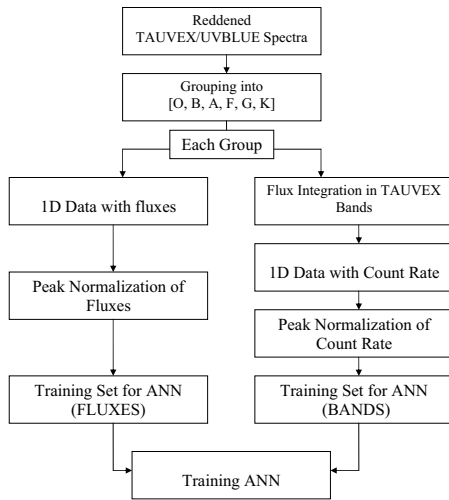 Reddened
TAUVEX/UVBLUE Spectra
Grouping into
[O, B, A, F, G, K]
Each Group
1D Data with fluxes
Peak Normalization of
Fluxes
Training Set for ANN
(FLUXES)
Flux Integration in TAUVEX
Bands
1D Data with Count Rate
Peak Normalization of
Count Rate
Training Set for ANN
(BANDS)
Training ANN